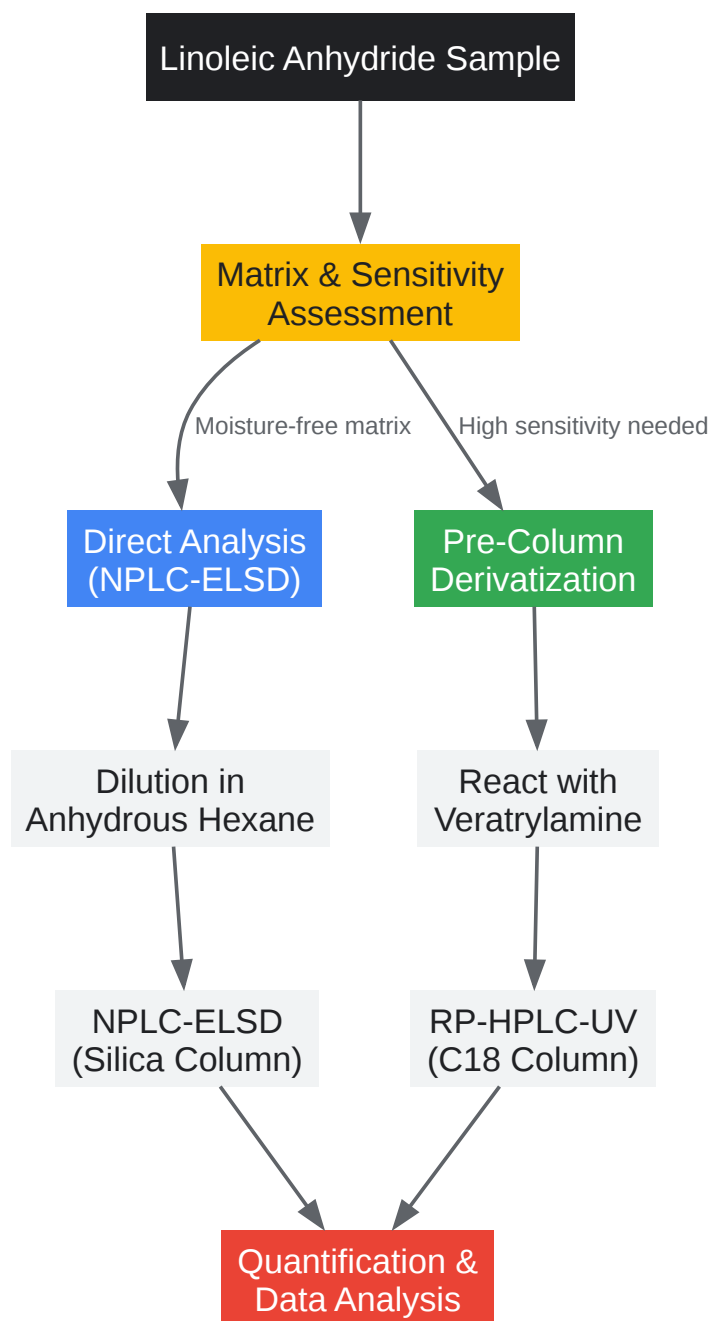 Linoleic Anhydride Sample
Matrix & Sensitivity
Assessment
Moisture-free matrix
High sensitivity needed
Direct Analysis
(NPLC-ELSD)
Pre-Column
Derivatization
Dilution in
Anhydrous Hexane
React with
Veratrylamine
NPLC-ELSD
(Silica Column)
RP-HPLC-UV
(C18 Column)
Quantification &
Data Analysis